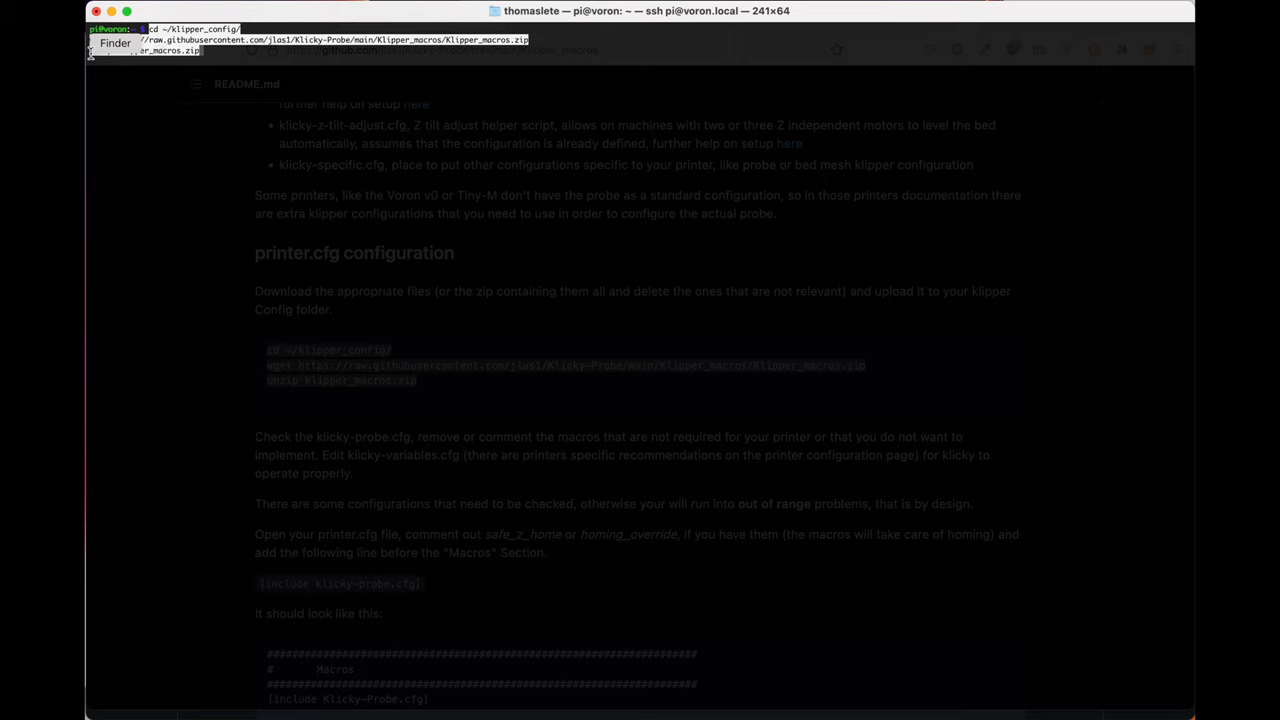 thomaslete — pi@voron: ~ — ssh pi@voron.local — 241×64
pi@voron:~ $ cd ~/klipper_config/
//raw.githubusercontent.com/jlas1/Klicky-Probe/main/Klipper_macros/Klipper_macros.zip
Finder
er_macros.zip
README.md
further help on setup here
• klicky-z-tilt-adjust.cfg, Z tilt adjust helper script, allows on machines with two or three Z independent motors to level the bed
automatically, assumes that the configuration is already defined, further help on setup here
• klicky-specific.cfg, place to put other configurations specific to your printer, like probe or bed mesh klipper configuration
Some printers, like the Voron v0 or Tiny-M don't have the probe as a standard configuration, so in those printers documentation there
are extra klipper configurations that you need to use in order to configure the actual probe.
printer.cfg configuration
Download the appropriate files (or the zip containing them all and delete the ones that are not relevant) and upload it to your klipper
Config folder.
cd ~/klipper_config/
wget https://raw.githubusercontent.com/jlas1/Klicky-Probe/main/Klipper_macros/Klipper_macros.zip
unzip klipper_macros.zip
Check the klicky-probe.cfg, remove or comment the macros that are not required for your printer or that you do not want to
implement. Edit klicky-variables.cfg (there are printers specific recommendations on the printer configuration page) for klicky to
operate properly.
There are some configurations that need to be checked, otherwise your will run into out of range problems, that is by design.
Open your printer.cfg file, comment out safe_z_home or homing_override, if you have them (the macros will take care of homing) and
add the following line before the "Macros" Section.
[include klicky-probe.cfg]
It should look like this:
#####################################################################
#       Macros
#####################################################################
[include Klicky-Probe.cfg]